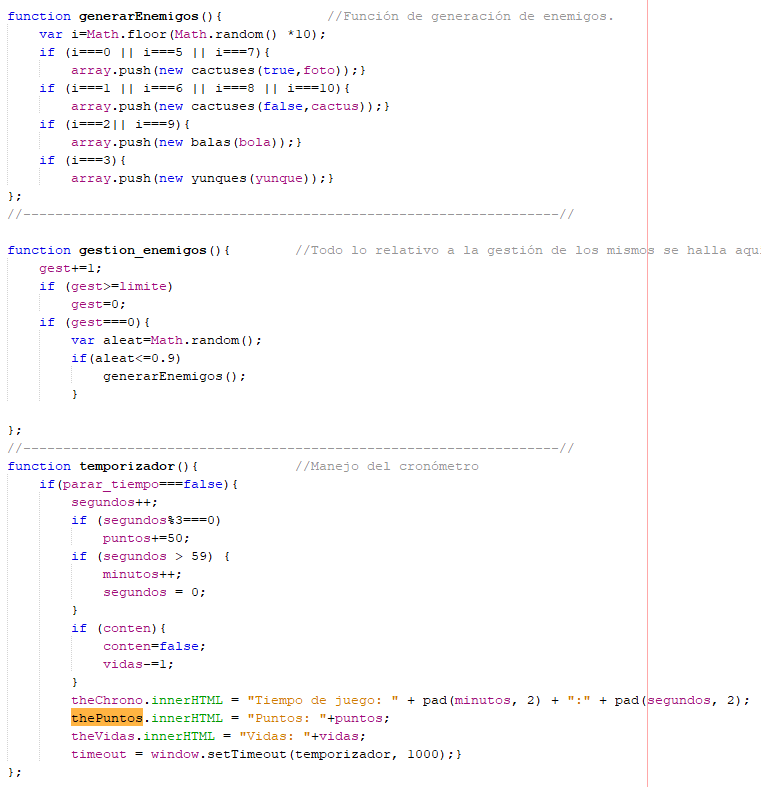 function generarEnemigos(){ //Función de generación de enemigos.
var i=Math.floor(Math.random() *10);
if (i===0 || i===5 || i===7){
array.push(new cactuses(true,foto));}
if (i===1 || i===6 || i===8 || i===10){
array.push(new cactuses(false,cactus));}
if (i===2|| i===9){
array.push(new balas(bola));}
if (i===3){
array.push(new yunques(yunque));}
};
//-------------------------------------------------------------------//
function gestion_enemigos(){ //Todo lo relativo a la gestión de los mismos se halla aqui
gest+=1;
if (gest>=limite)
gest=0;
if (gest===0){
var aleat=Math.random();
if(aleat<=0.9)
generarEnemigos();
}
};
//-------------------------------------------------------------------//
function temporizador(){ //Manejo del cronómetro
if(parar_tiempo===false){
segundos++;
if (segundos%3===0)
puntos+=50;
if (segundos > 59) {
minutos++;
segundos = 0;
}
if (conten){
conten=false;
vidas-=1;
}
theChrono.innerHTML = "Tiempo de juego: " + pad(minutos, 2) + ":" + pad(segundos, 2);
thePuntos.innerHTML = "Puntos: "+puntos;
theVidas.innerHTML = "Vidas: "+vidas;
timeout = window.setTimeout(temporizador, 1000);}
};